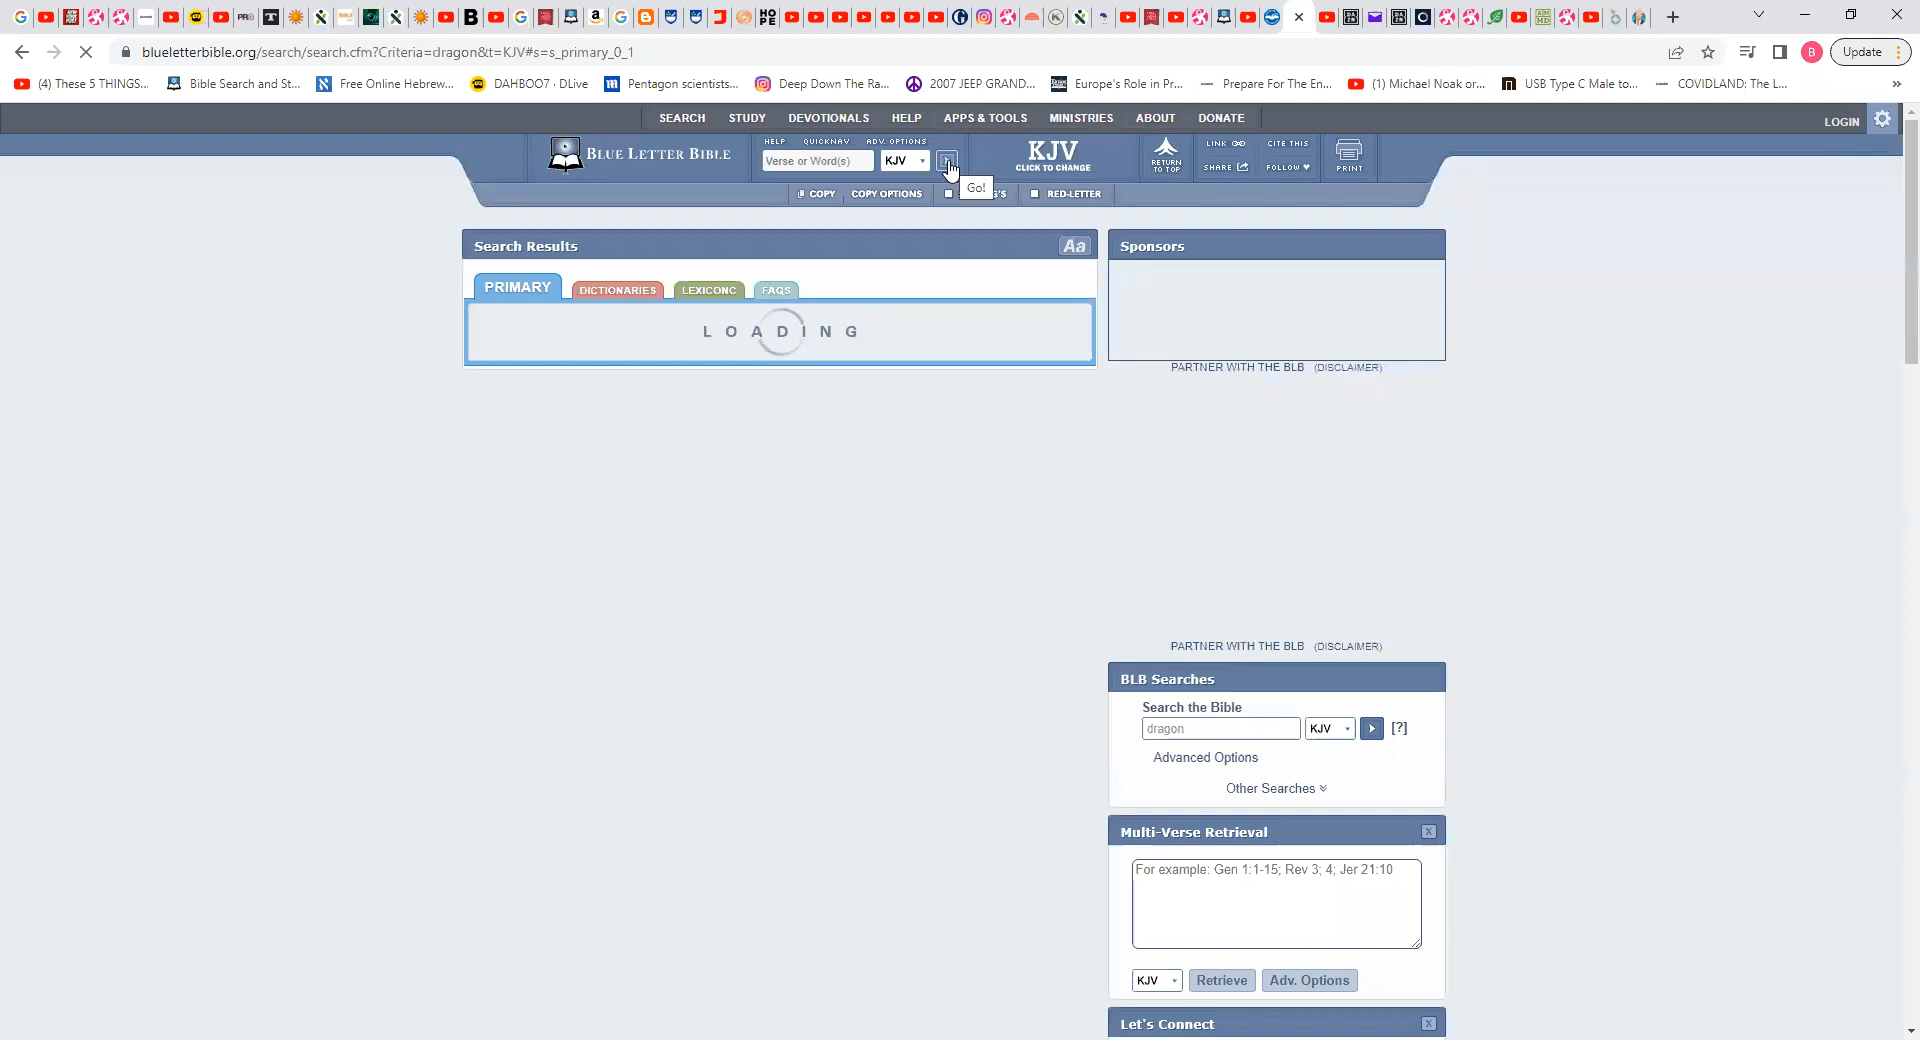 blueletterbible.org/search/search.cfm?Criteria=dragon&t=KJV#s=s_primary_0_1
B
Update
(4) These 5 THINGS...
Bible Search and St...
Free Online Hebrew...
DAHBOO7 · DLive
Pentagon scientists...
Deep Down The Ra...
2007 JEEP GRAND...
Europe's Role in Pr...
Prepare For The En...
(1) Michael Noak or...
USB Type C Male to...
COVIDLAND: The L...
»
SEARCH STUDY DEVOTIONALS HELP APPS & TOOLS MINISTRIES ABOUT DONATE
LOGIN
BLUE LETTER BIBLE
HELP QUICKNAV ADV. OPTIONS
Verse or Word(s) KJV
KJV
CLICK TO CHANGE
RETURN
TO TOP
LINK CITE THIS
SHARE FOLLOW
PRINT
Go!
COPY COPY OPTIONS 'S RED-LETTER
Search Results Aa
PRIMARY DICTIONARIES LEXICONC FAQS
LOADING
Sponsors
PARTNER WITH THE BLB (DISCLAIMER)
PARTNER WITH THE BLB (DISCLAIMER)
BLB Searches
Search the Bible
dragon KJV [?]
Advanced Options
Other Searches
Multi-Verse Retrieval X
For example: Gen 1:1-15; Rev 3; 4; Jer 21:10
KJV Retrieve Adv. Options
Let's Connect X